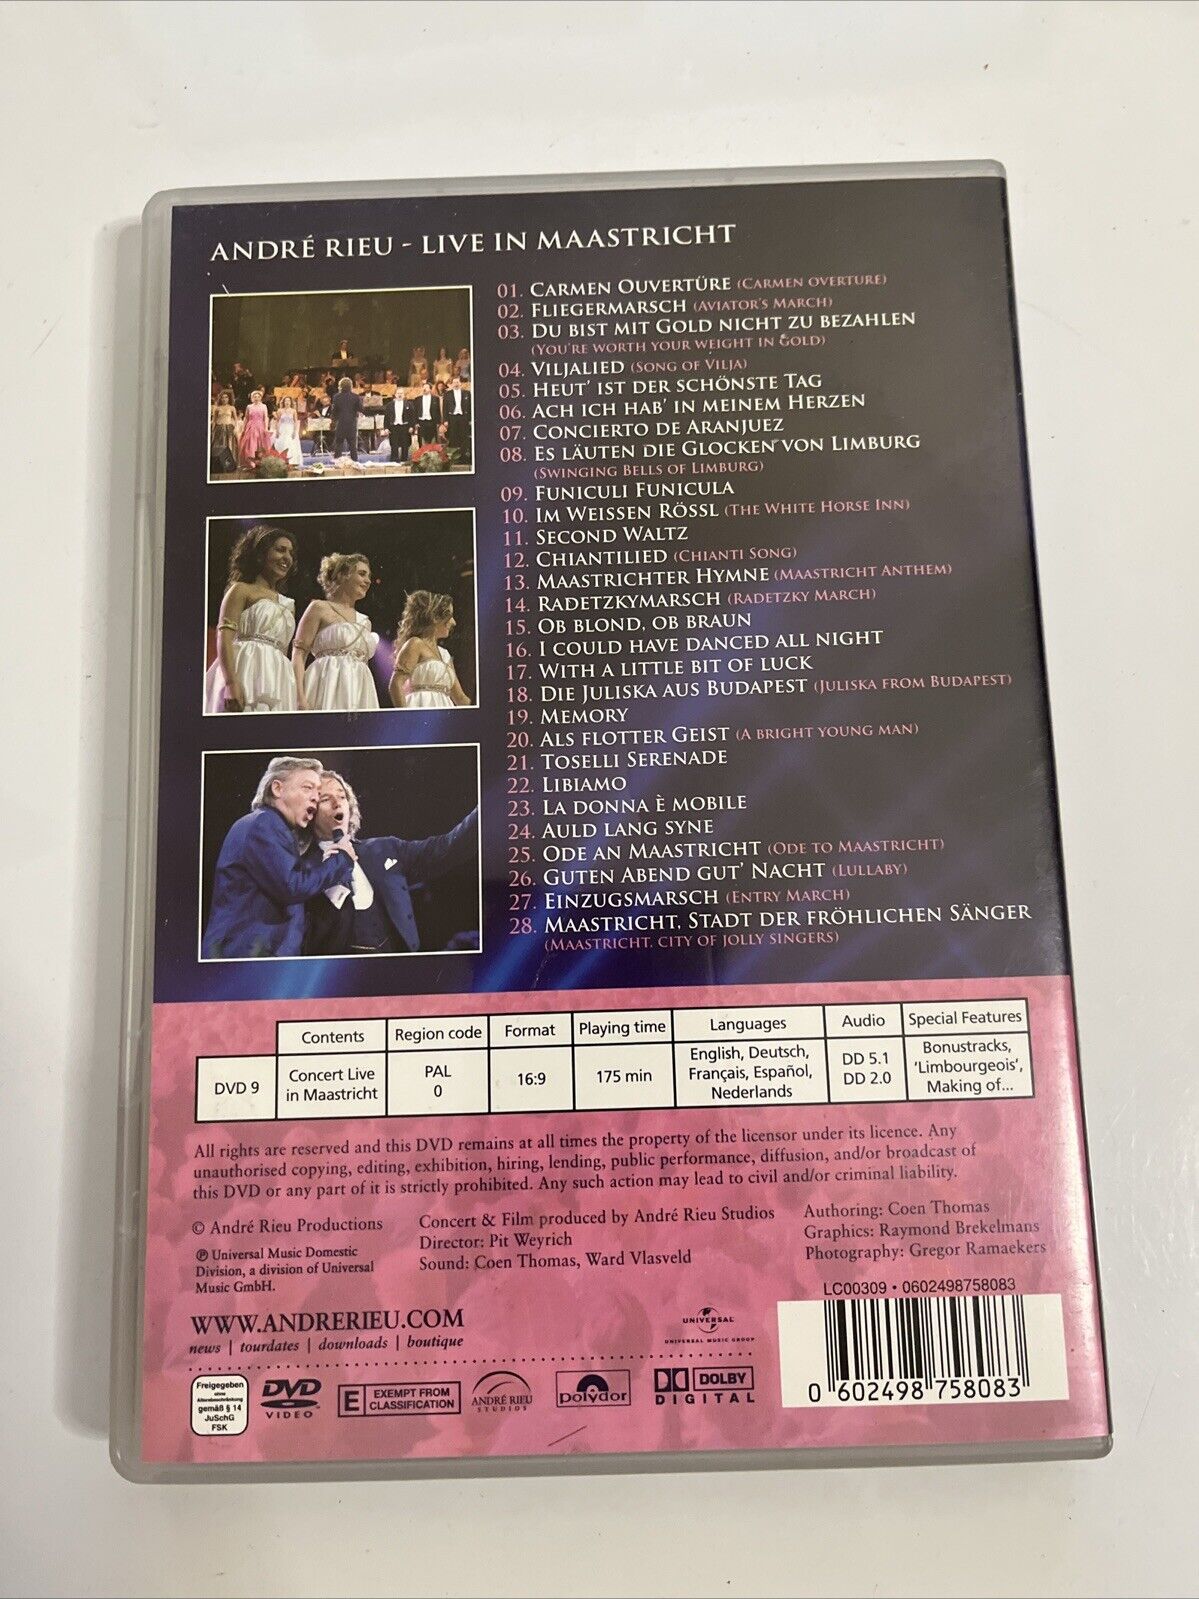 ANDRÉ RIEU - LIVE IN MAASTRICHT
01. CARMEN OUVERTÜRE (CARMEN OVERTURE)
02. FLIEGERMARSCH (AVIATOR'S MARCH)
03. DU BIST MIT GOLD NICHT ZU BEZAHLEN
(YOU'RE WORTH YOUR WEIGHT IN GOLD)
04. VILJALIED (SONG OF VILJA)
05. HEUT' IST DER SCHÖNSTE TAG
06. ACH ICH HAB' IN MEINEM HERZEN
07. CONCIERTO DE ARANJUEZ
08. ES LÄUTEN DIE GLOCKEN VON LIMBURG
(SWINGING BELLS OF LIMBURG)
09. FUNICULI FUNICULA
10. IM WEISSEN RÖSSL (THE WHITE HORSE INN)
11. SECOND WALTZ
12. CHIANTILIED (CHIANTI SONG)
13. MAASTRICHTER HYMNE (MAASTRICHT ANTHEM)
14. RADETZKYMARSCH (RADETZKY MARCH)
15. OB BLOND, OB BRAUN
16. I COULD HAVE DANCED ALL NIGHT
17. WITH A LITTLE BIT OF LUCK
18. DIE JULISKA AUS BUDAPEST (JULISKA FROM BUDAPEST)
19. MEMORY
20. ALS FLOTTER GEIST (A BRIGHT YOUNG MAN)
21. TOSELLI SERENADE
22. LIBIAMO
23. LA DONNA È MOBILE
24. AULD LANG SYNE
25. ODE AN MAASTRICHT (ODE TO MAASTRICHT)
26. GUTEN ABEND GUT' NACHT (LULLABY)
27. EINZUGSMARSCH (ENTRY MARCH)
28. MAASTRICHT, STADT DER FRÖHLICHEN SÄNGER
(MAASTRICHT, CITY OF JOLLY SINGERS)
Contents Region code Format Playing time Languages Audio Special Features
DVD 9 Concert Live in Maastricht PAL 0 16:9 175 min English, Deutsch, Français, Español, Nederlands DD 5.1 DD 2.0 Bonustracks, 'Limbourgeois', Making of...
All rights are reserved and this DVD remains at all times the property of the licensor under its licence. Any
unauthorised copying, editing, exhibition, hiring, lending, public performance, diffusion, and/or broadcast of
this DVD or any part of it is strictly prohibited. Any such action may lead to civil and/or criminal liability.
© André Rieu Productions
℗ Universal Music Domestic
Division, a division of Universal
Music GmbH.
Concert & Film produced by André Rieu Studios
Director: Pit Weyrich
Sound: Coen Thomas, Ward Vlasveld
Authoring: Coen Thomas
Graphics: Raymond Brekelmans
Photography: Gregor Ramaekers
LC00309 • 0602498758083
WWW.ANDRERIEU.COM
news | tourdates | downloads | boutique
UNIVERSAL
UNIVERSAL MUSIC GROUP
Freigegeben
ohne
Altersbeschränkung
gemäß § 14
JuSchG
FSK
DVD
VIDEO
E EXEMPT FROM
CLASSIFICATION
ANDRÉ RIEU
STUDIOS
polydor
DOLBY
DIGITAL
0 602498 758083